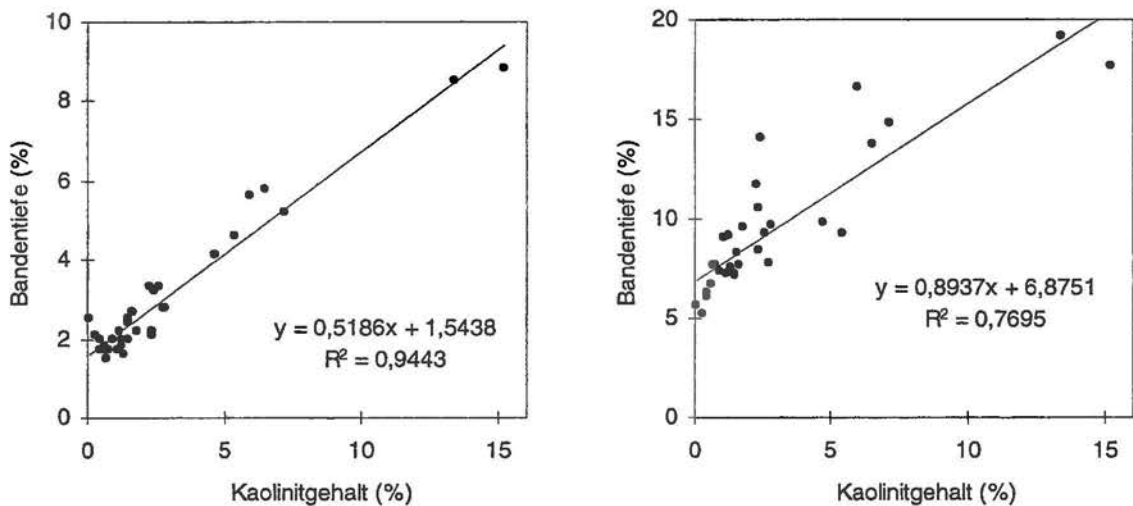 10
8
6
4
2
0
Bandentiefe (%)
y = 0,5186x + 1,5438
R² = 0,9443
0 5 10 15
Kaolinitgehalt (%)
20
15
10
5
0
Bandentiefe (%)
y = 0,8937x + 6,8751
R² = 0,7695
0 5 10 15
Kaolinitgehalt (%)